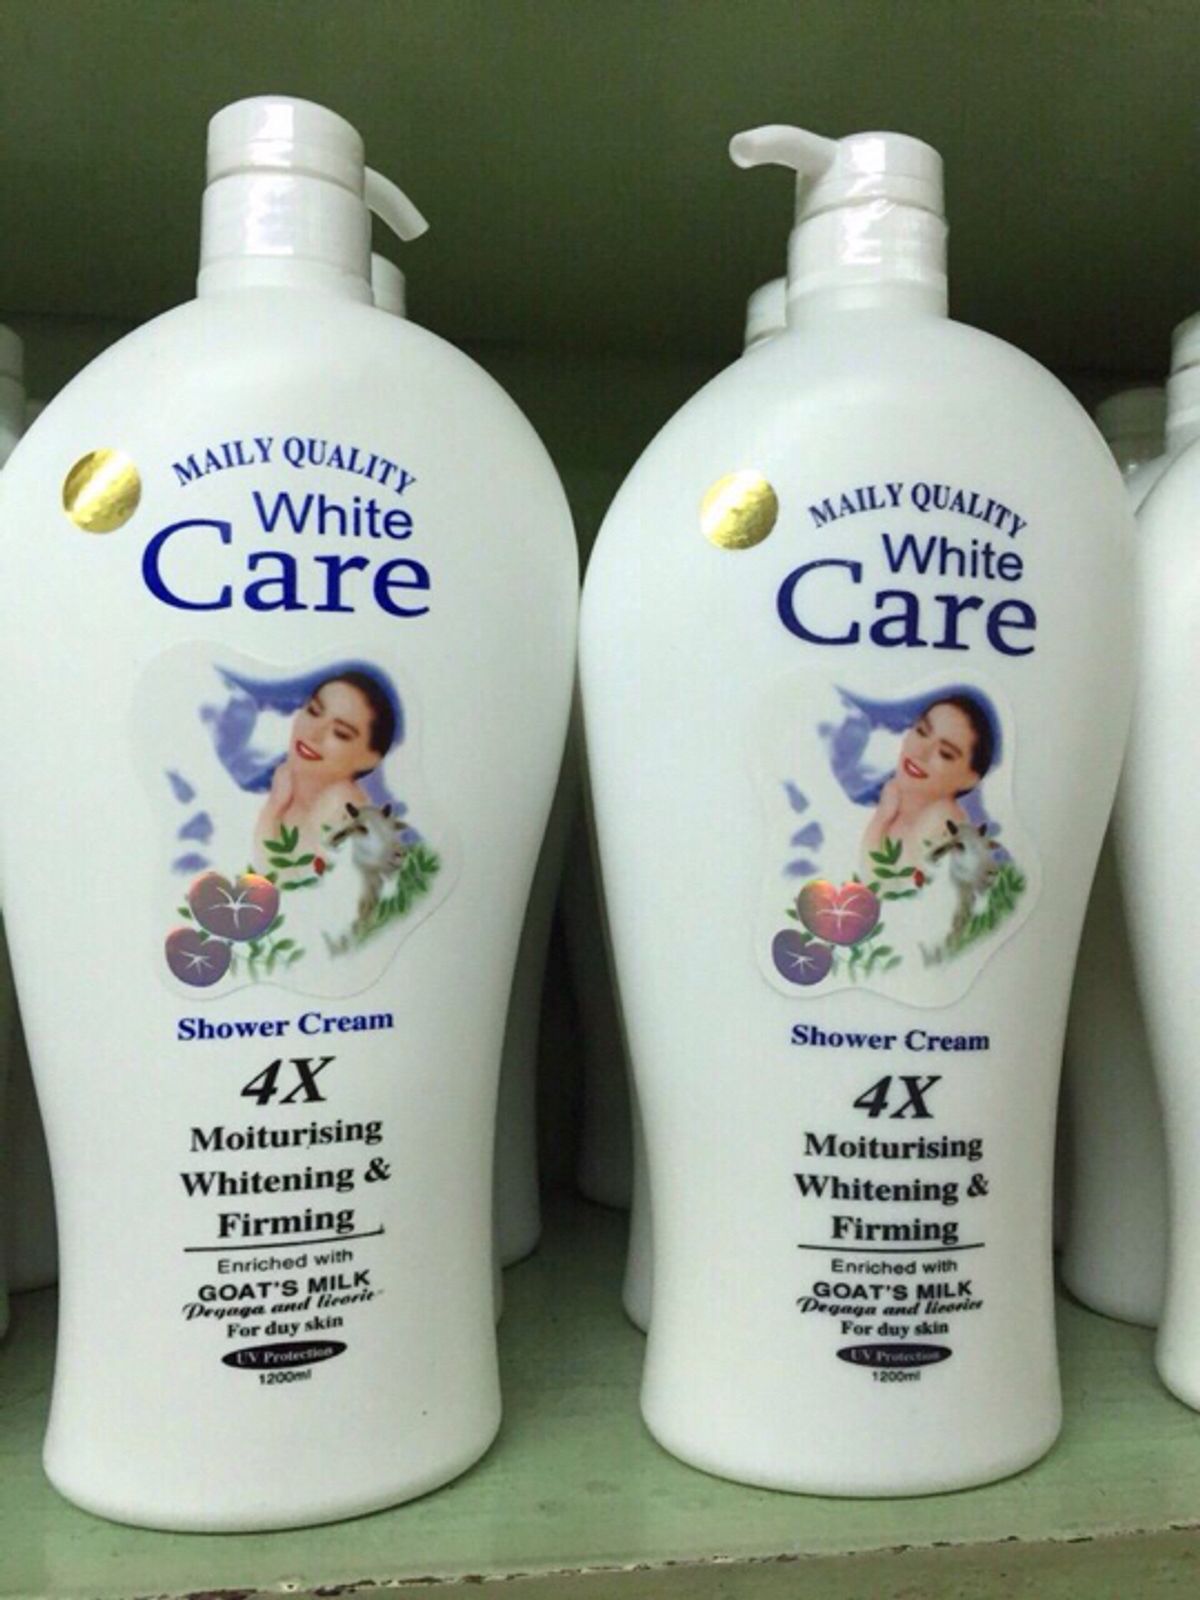 MAILY QUALITY
White
Care
Shower Cream
4X
Moiturising
Whitening &
Firming
Enriched with
GOAT'S MILK
Pegaga and licorice
For duy skin
UV Protection
1200ml
MAILY QUALITY
White
Care
Shower Cream
4X
Moiturising
Whitening &
Firming
Enriched with
GOAT'S MILK
Pegaga and licorice
For duy skin
UV Protection
1200ml